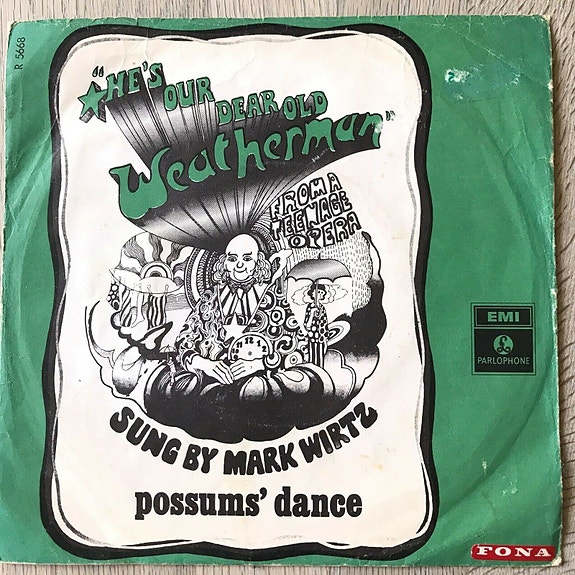 R 5668
"★HE'S
OUR
DEAR OLD
Weatherman"
FROM A
TEENAGE
OPERA
EMI
PARLOPHONE
SUNG BY MARK WIRTZ
possums' dance
FONA